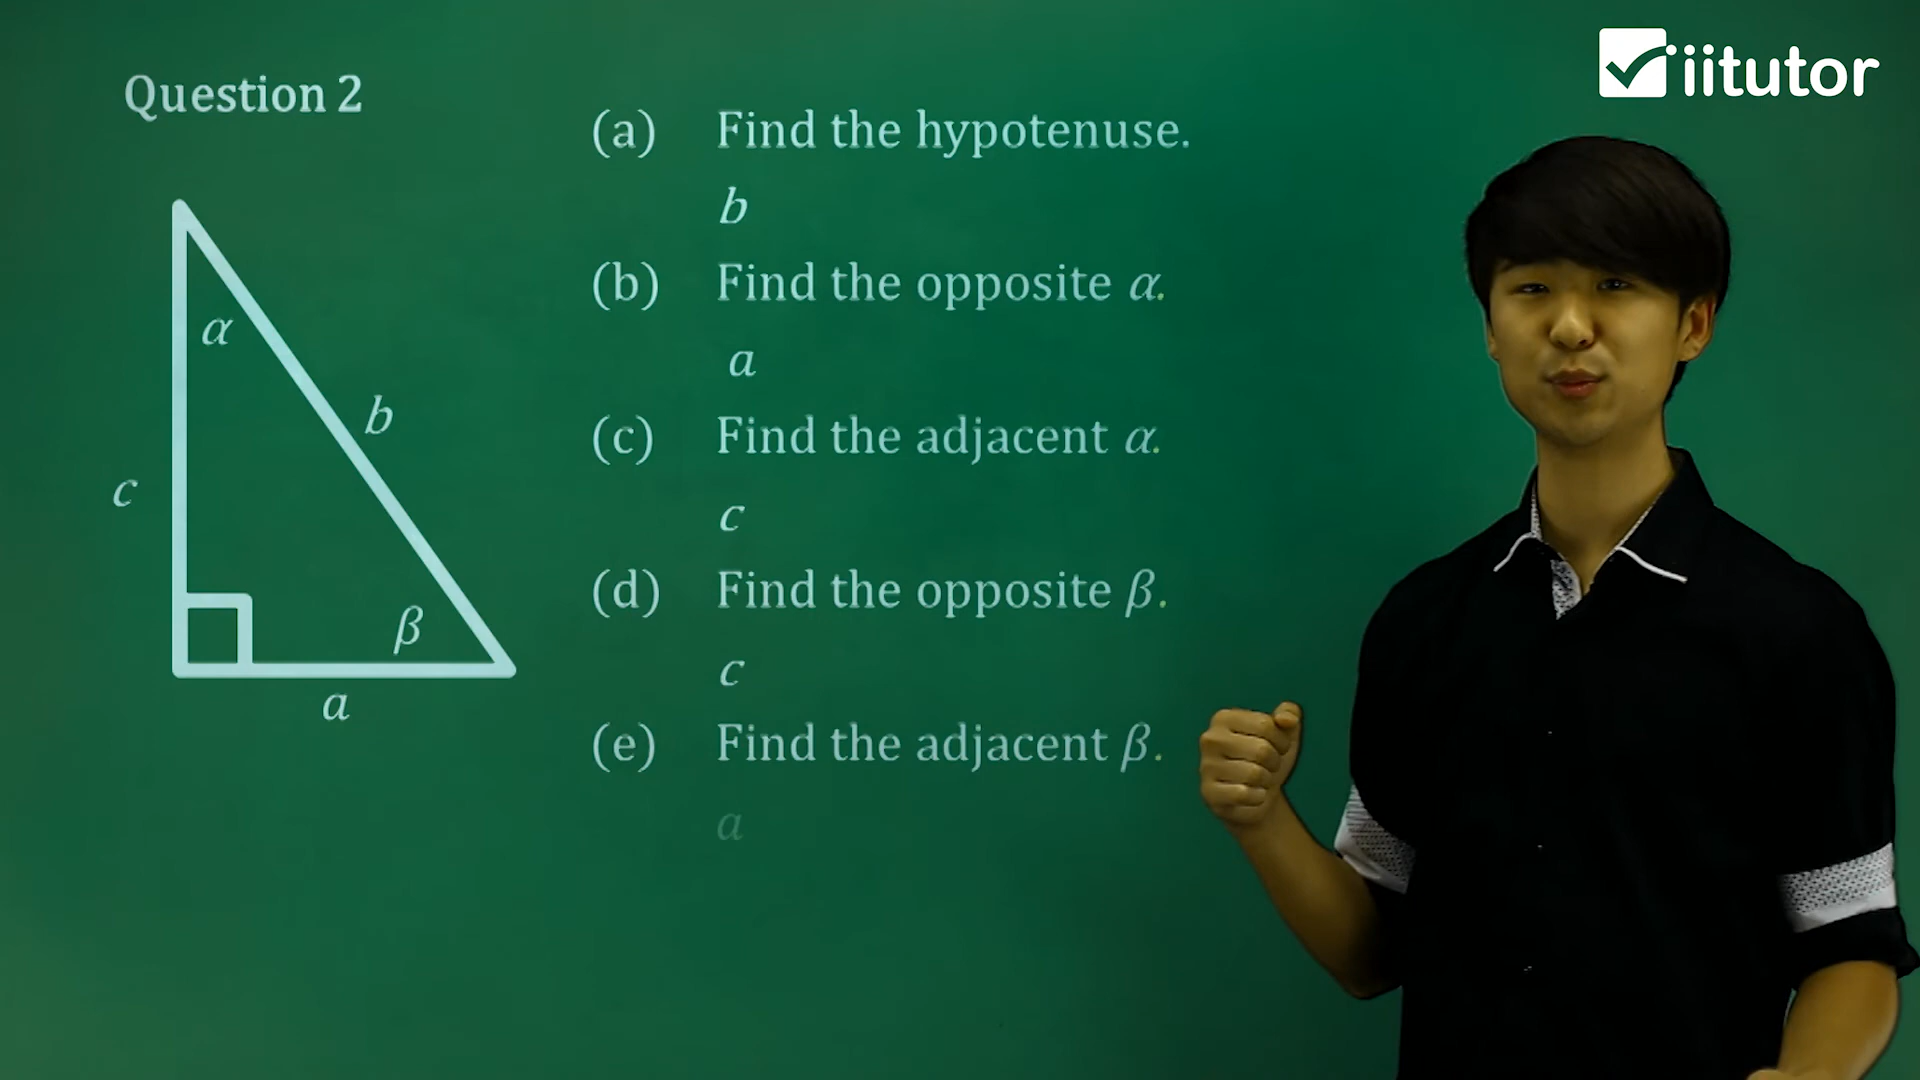 iitutor
Question 2
α
b
c
β
a
(a) Find the hypotenuse.
b
(b) Find the opposite α.
a
(c) Find the adjacent α.
c
(d) Find the opposite β.
c
(e) Find the adjacent β.
a